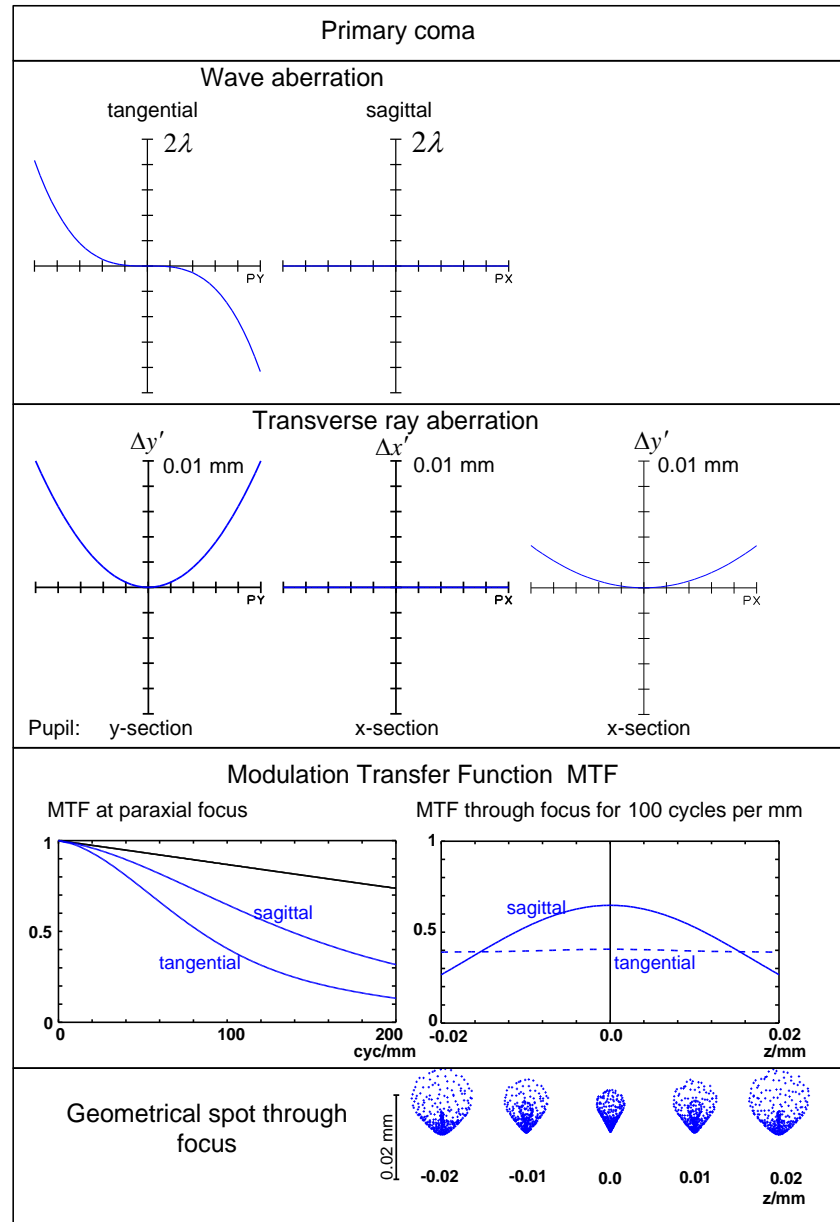 Primary coma
Wave aberration
tangential sagittal
2λ 2λ
PY PX
Transverse ray aberration
Δy′ Δx′ Δy′
0.01 mm 0.01 mm 0.01 mm
PY PX PX
Pupil: y-section x-section x-section
Modulation Transfer Function MTF
MTF at paraxial focus MTF through focus for 100 cycles per mm
1 1
sagittal sagittal
0.5 0.5
tangential tangential
0 0
0 100 200 -0.02 0.0 0.02
cyc/mm z/mm
Geometrical spot through
focus
0.02 mm
-0.02 -0.01 0.0 0.01 0.02
z/mm